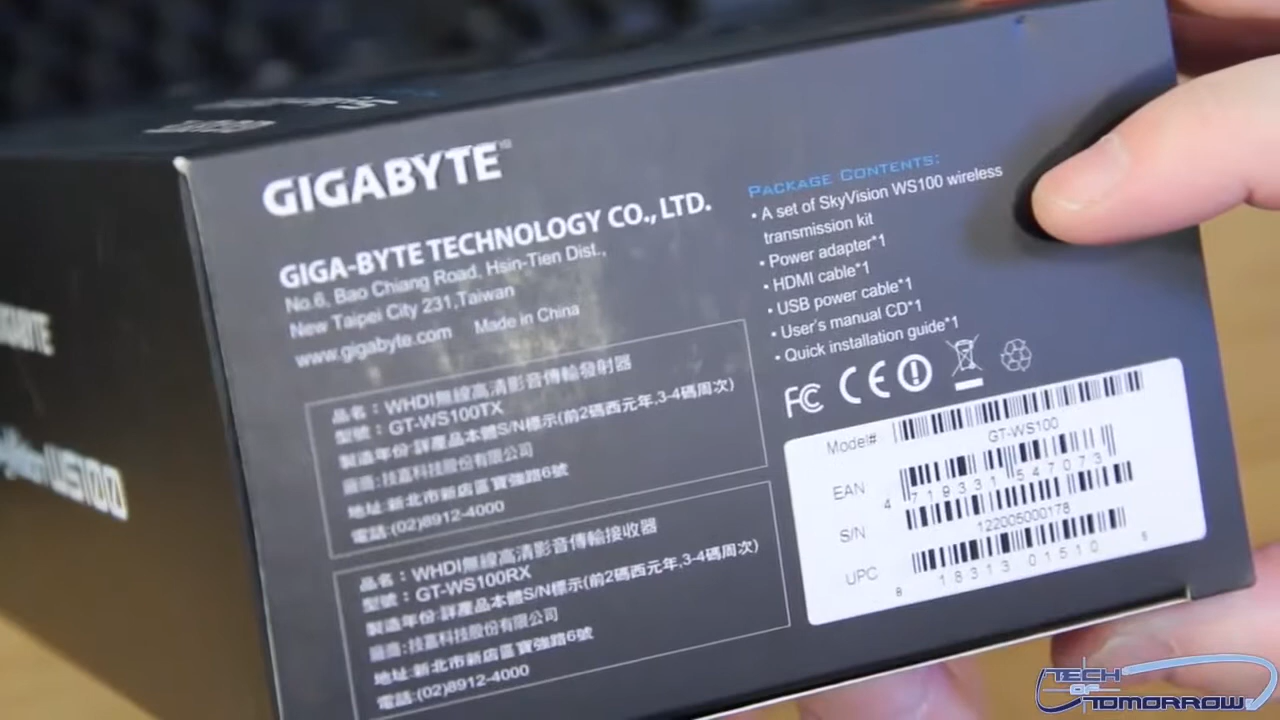 GIGABYTE™
GIGA-BYTE TECHNOLOGY CO., LTD.
No.6, Bao Chiang Road, Hsin-Tien Dist.,
New Taipei City 231,Taiwan
www.gigabyte.com Made in China
品名：WHDI無線高清影音傳輸發射器
型號：GT-WS100TX
製造年份:詳產品本體S/N標示(前2碼西元年,3-4碼周次)
廠商:技嘉科技股份有限公司
地址:新北市新店區寶強路6號
電話:(02)8912-4000
品名：WHDI無線高清影音傳輸接收器
型號：GT-WS100RX
製造年份:詳產品本體S/N標示(前2碼西元年,3-4碼周次)
廠商:技嘉科技股份有限公司
地址:新北市新店區寶強路6號
電話:(02)8912-4000
PACKAGE CONTENTS:
• A set of SkyVision WS100 wireless
transmission kit
• Power adapter*1
• HDMI cable*1
• USB power cable*1
• User's manual CD*1
• Quick installation guide*1
FC CE
Model#
GT-WS100
EAN
4 719331 547073
S/N
122005000178
UPC
8 18313 01510 8
WS100
TECH
OF
TOMORROW